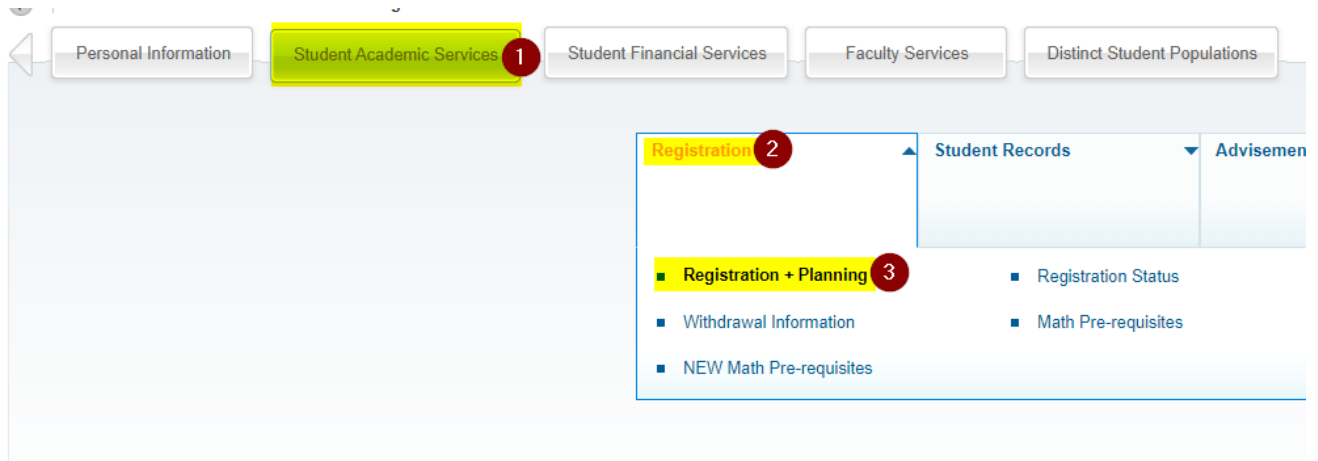 Personal Information
Student Academic Services 1
Student Financial Services
Faculty Services
Distinct Student Populations
Registration 2
Student Records
Advisemen
Registration + Planning 3
Registration Status
Withdrawal Information
Math Pre-requisites
NEW Math Pre-requisites